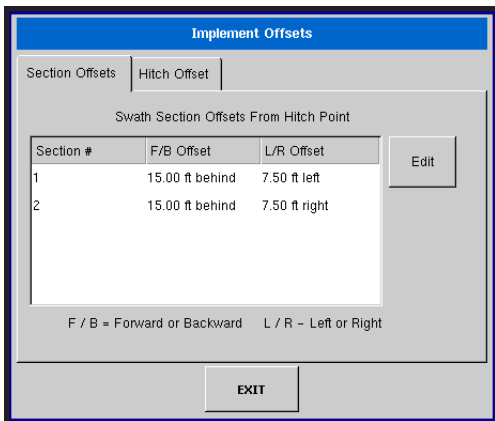 Implement Offsets
Section Offsets Hitch Offset
Swath Section Offsets From Hitch Point
Section # F/B Offset L/R Offset
Edit
1 15.00 ft behind 7.50 ft left
2 15.00 ft behind 7.50 ft right
F / B = Forward or Backward L / R - Left or Right
EXIT